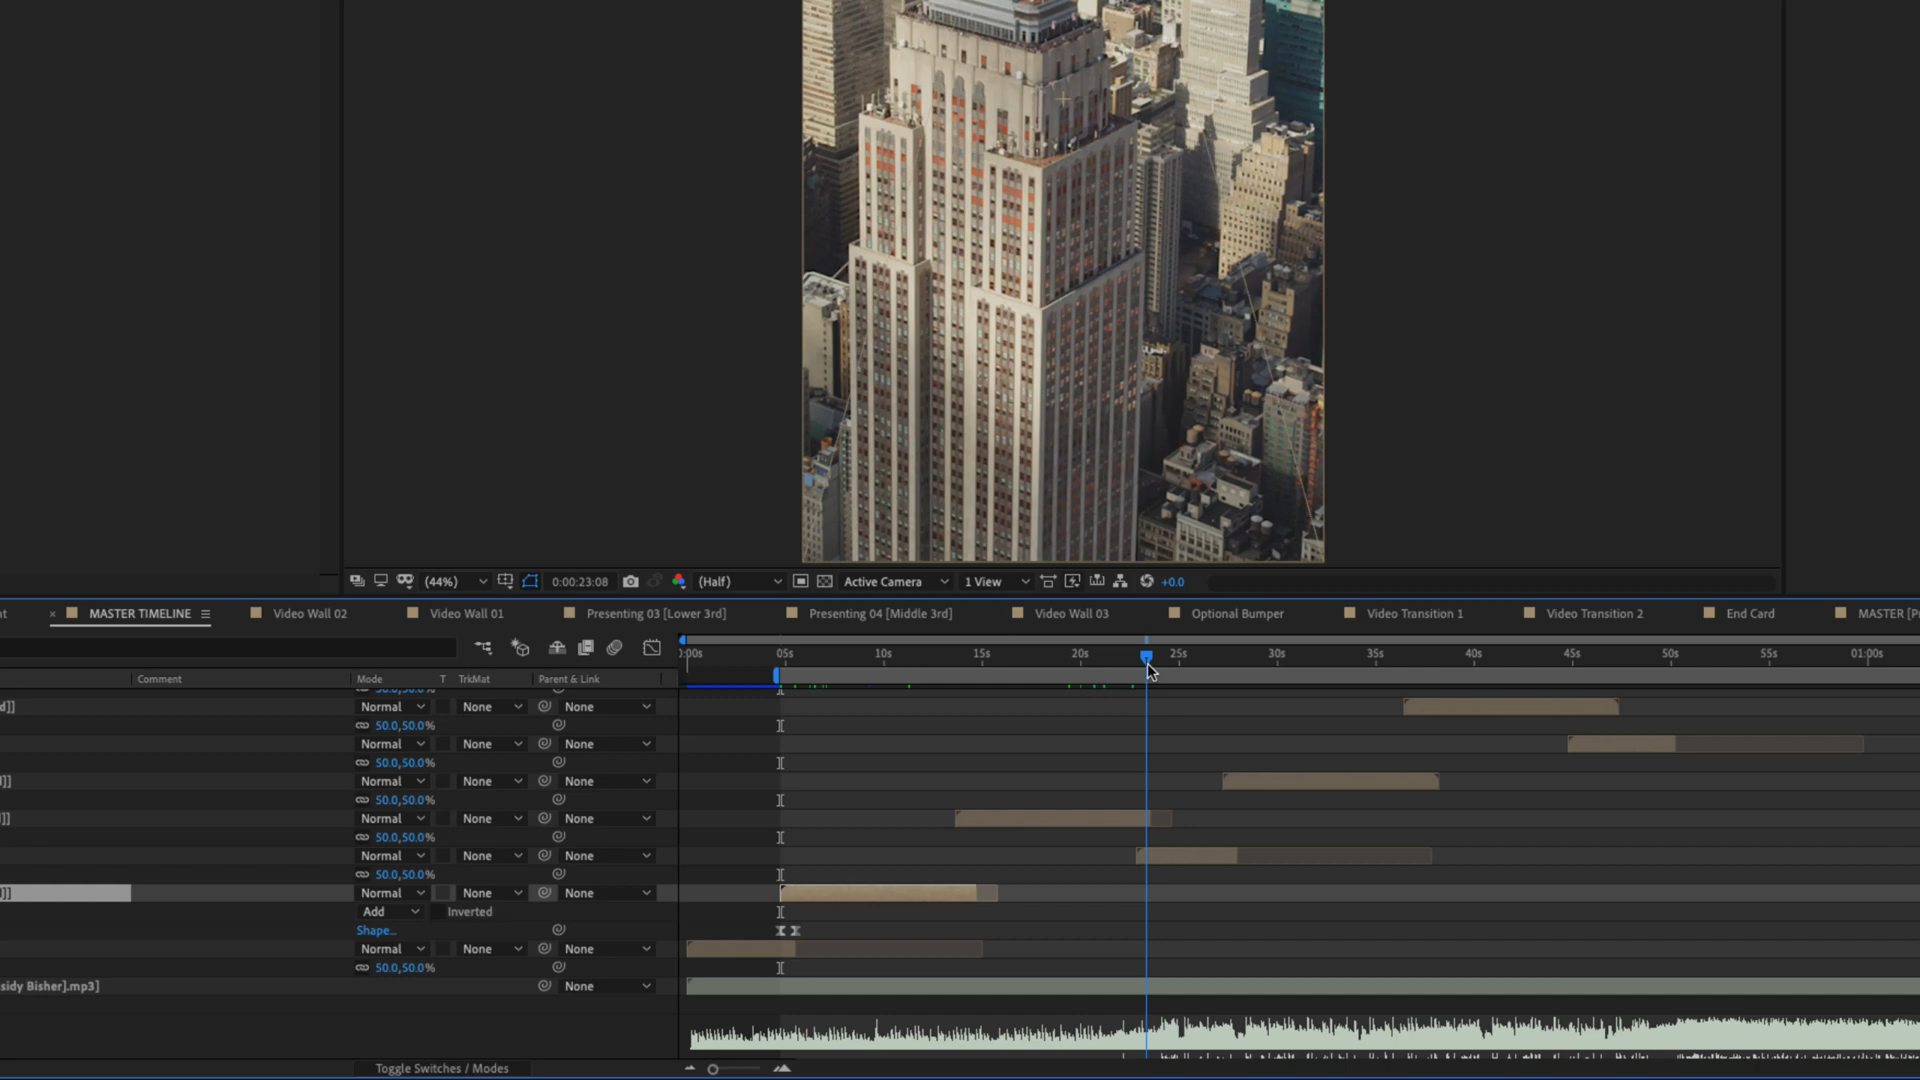 (44%) 0:00:23:08 (Half) Active Camera 1 View +0.0
MASTER TIMELINE Video Wall 02 Video Wall 01 Presenting 03 [Lower 3rd] Presenting 04 [Middle 3rd] Video Wall 03 Optional Bumper Video Transition 1 Video Transition 2 End Card MASTER [Pr
0:00s 05s 10s 15s 20s 25s 30s 35s 40s 45s 50s 55s 01:00s
Comment Mode T TrkMat Parent & Link
50.0,50.0%
d]] Normal None None
50.0,50.0%
Normal None None
50.0,50.0%
]] Normal None None
50.0,50.0%
]] Normal None None
50.0,50.0%
Normal None None
50.0,50.0%
]] Normal None None
Add Inverted
Shape...
Normal None None
50.0,50.0%
sidy Bisher].mp3] None
Toggle Switches / Modes